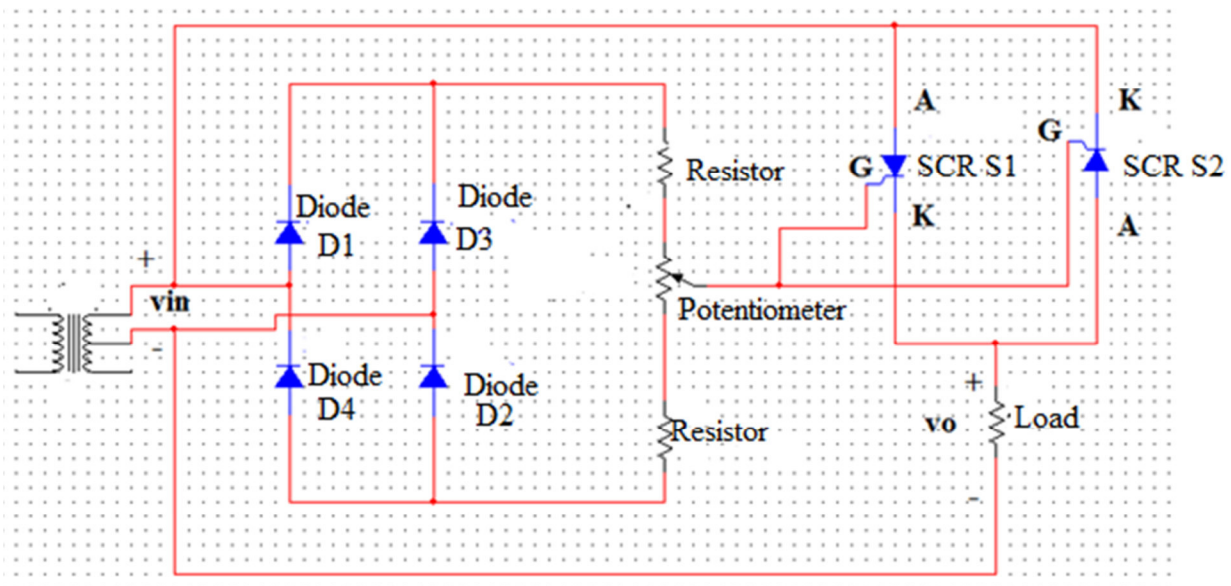 A
K
G
Resistor
G
SCR S1
SCR S2
Diode
D1
Diode
D3
K
A
+
vin
-
Potentiometer
Diode
D4
Diode
D2
+
Resistor
vo
Load
-